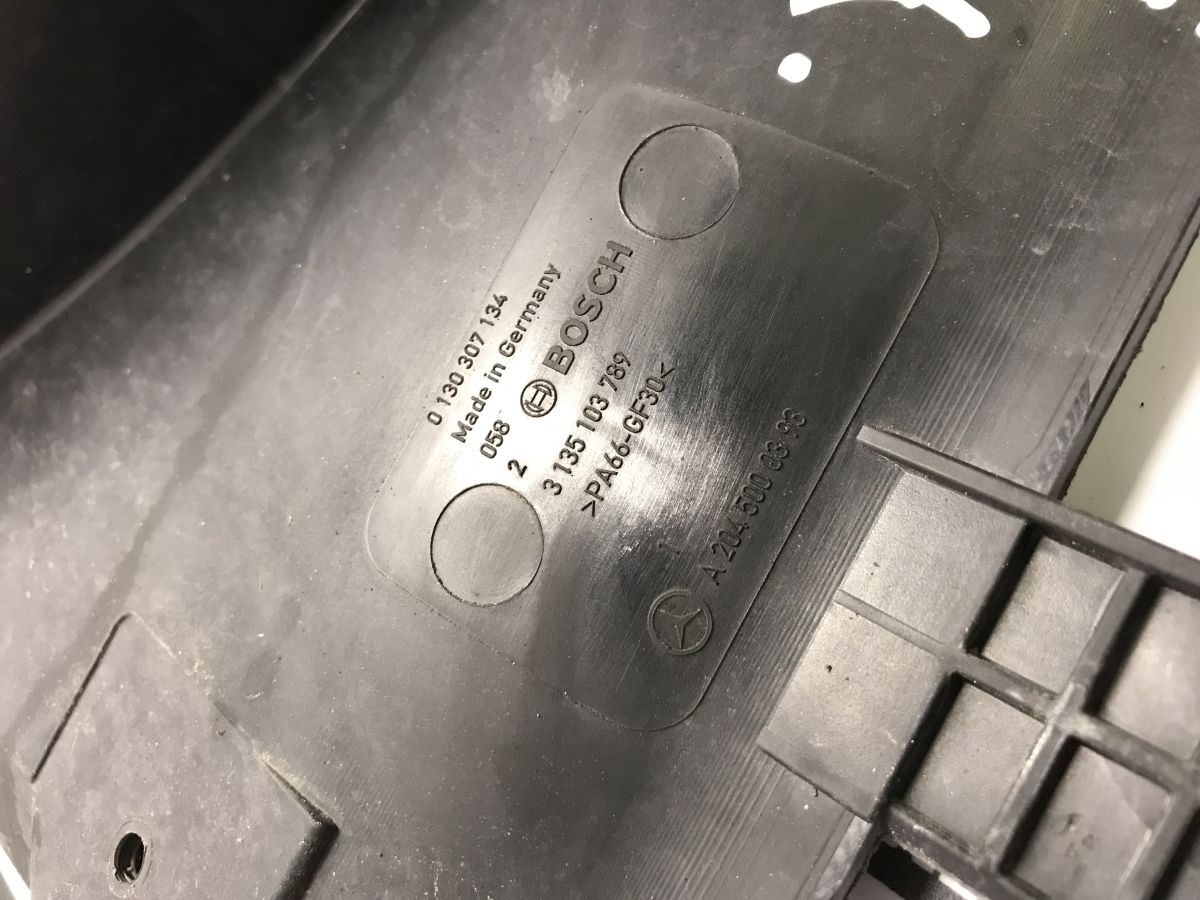 0 130 307 134
Made in Germany
058
2
BOSCH
3 135 103 789
>PA66-GF30<
1
A 204 500 03 93